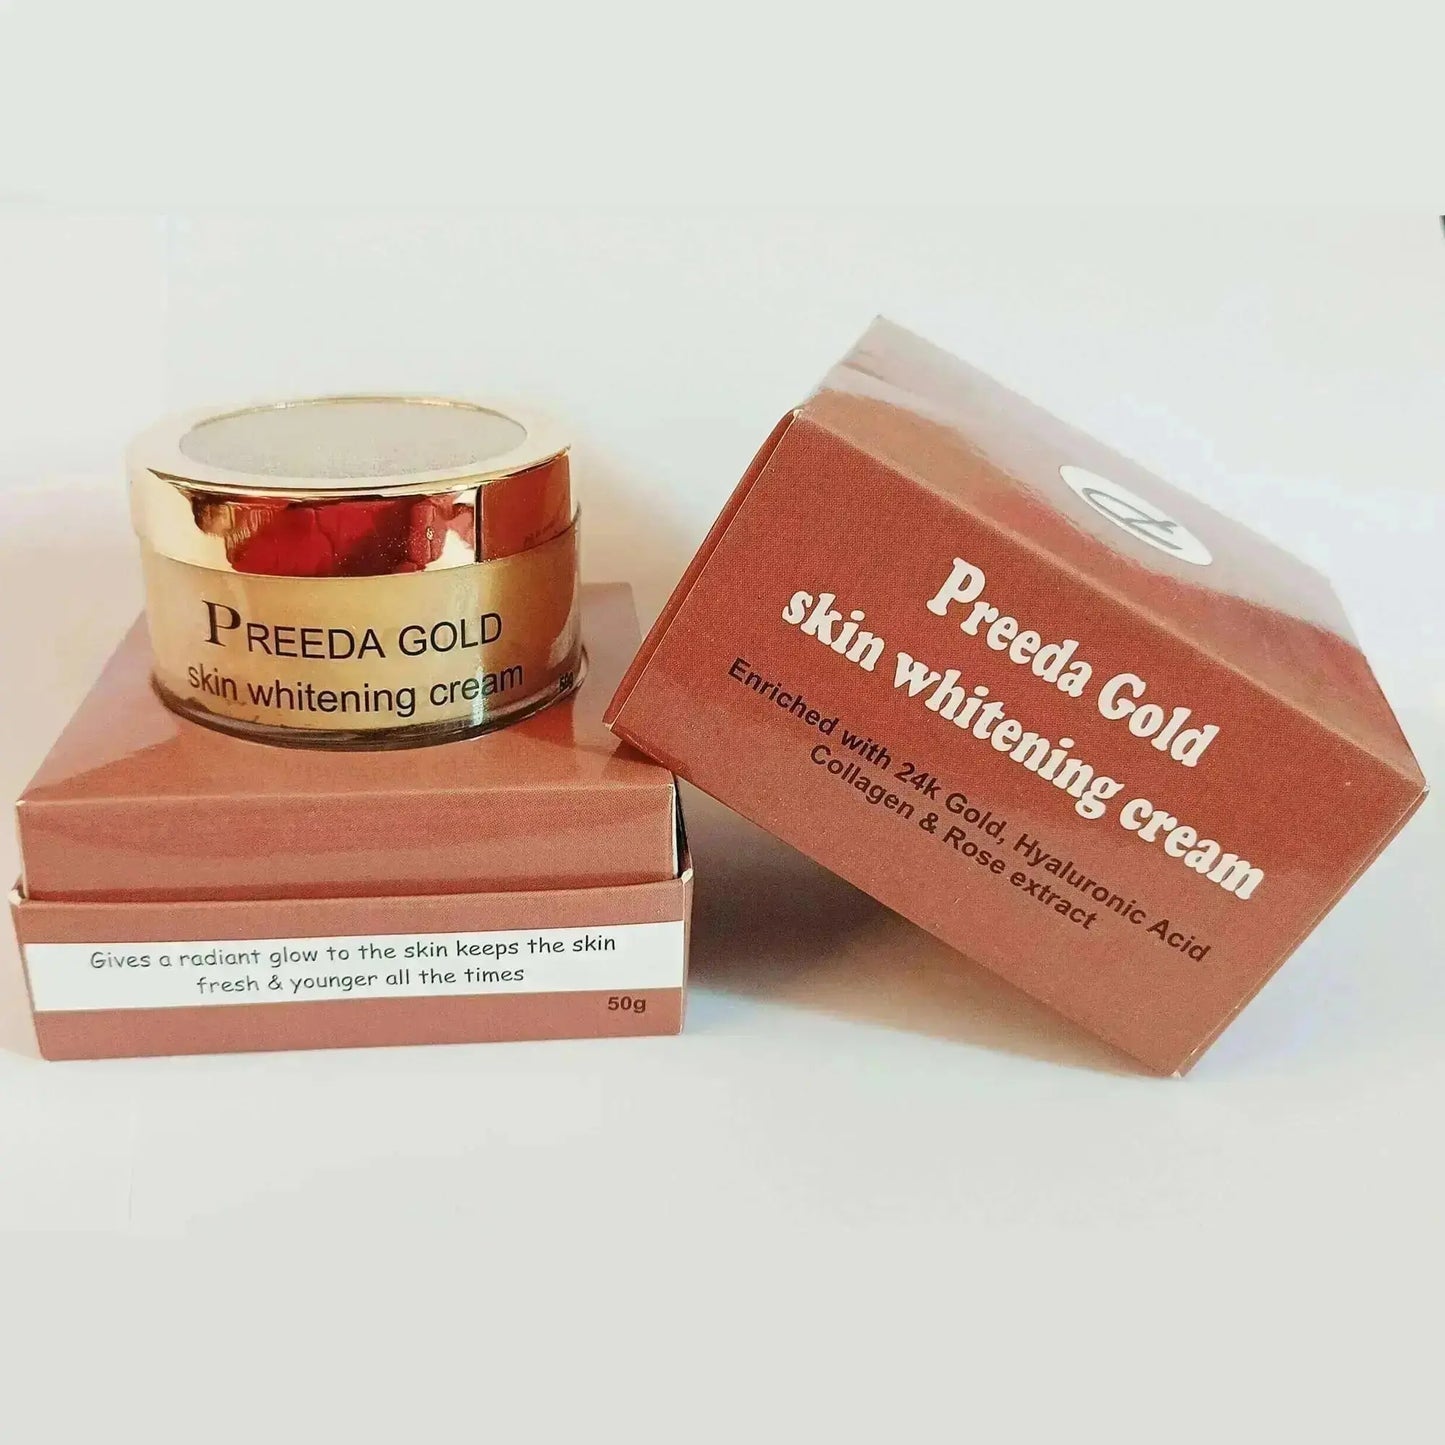 PREEDA GOLD
skin whitening cream
50g
Gives a radiant glow to the skin keeps the skin
fresh & younger all the times
50g
Preeda Gold
skin whitening cream
Enriched with 24k Gold, Hyaluronic Acid
Collagen & Rose extract